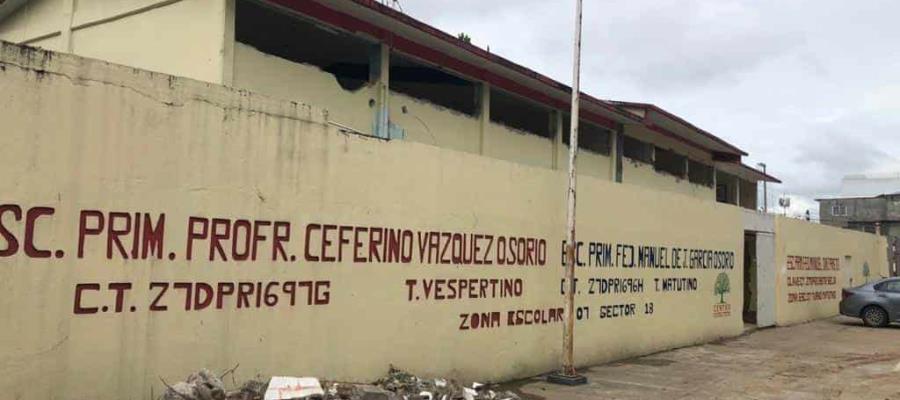 ESC. PRIM. PROFR. CEFERINO VAZQUEZ OSORIO
C.T. 27DPR1697G T. VESPERTINO
ESC. PRIM. FED. MANUEL DE J. GARCIA OSORIO
C.T. 27DPR1696H T. MATUTINO
ZONA ESCOLAR 07 SECTOR 18